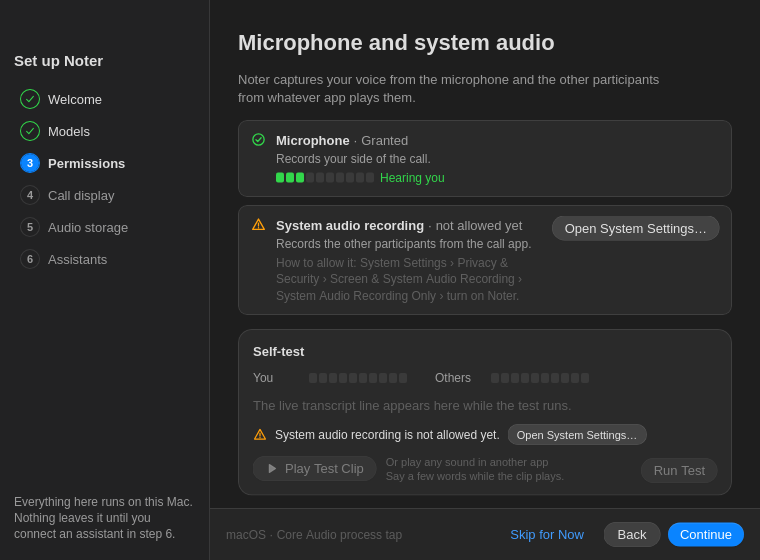 Set up Noter
Welcome
Models
3 Permissions
4 Call display
5 Audio storage
6 Assistants
Everything here runs on this Mac.
Nothing leaves it until you
connect an assistant in step 6.
Microphone and system audio
Noter captures your voice from the microphone and the other participants
from whatever app plays them.
Microphone · Granted
Records your side of the call.
Hearing you
System audio recording · not allowed yet
Open System Settings…
Records the other participants from the call app.
How to allow it: System Settings › Privacy &
Security › Screen & System Audio Recording ›
System Audio Recording Only › turn on Noter.
Self-test
You Others
The live transcript line appears here while the test runs.
System audio recording is not allowed yet. Open System Settings…
Play Test Clip
Or play any sound in another app
Say a few words while the clip plays.
Run Test
macOS · Core Audio process tap
Skip for Now Back Continue